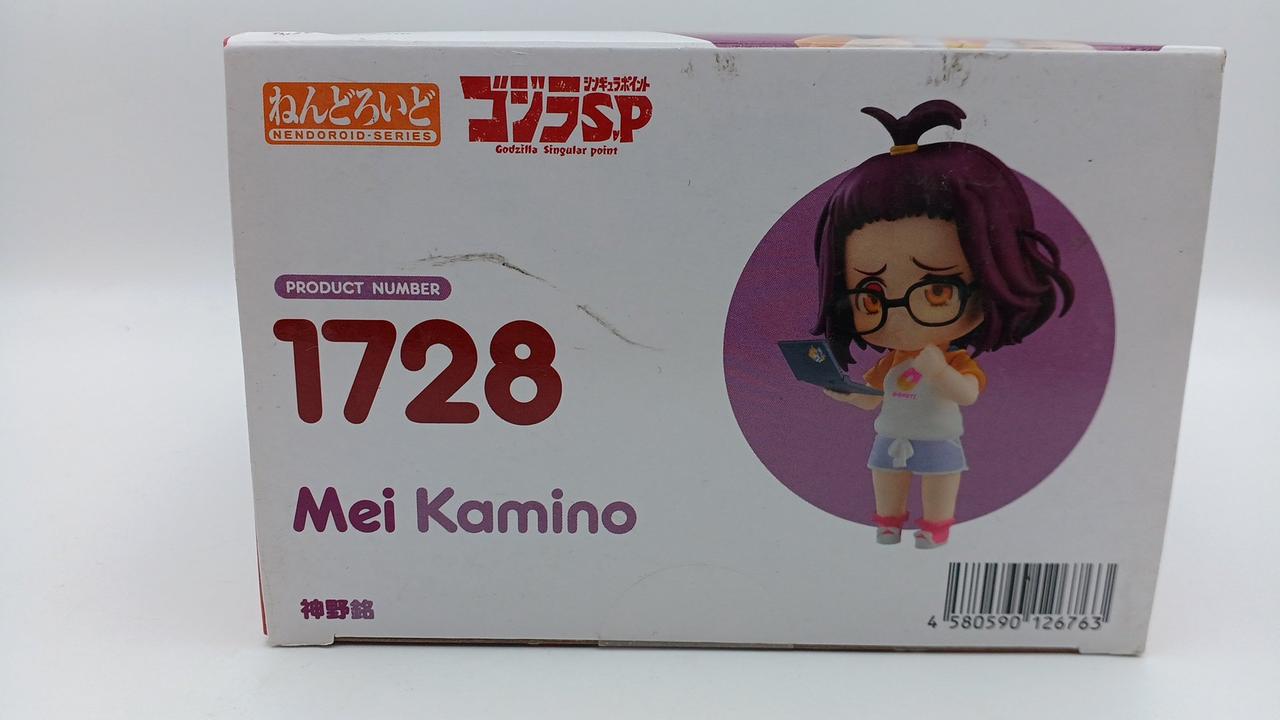 ねんどろいど
NENDOROID-SERIES
シンギュラポイント
ゴジラS.P
Godzilla Singular point
PRODUCT NUMBER
1728
Mei Kamino
神野銘
4 580590 126763